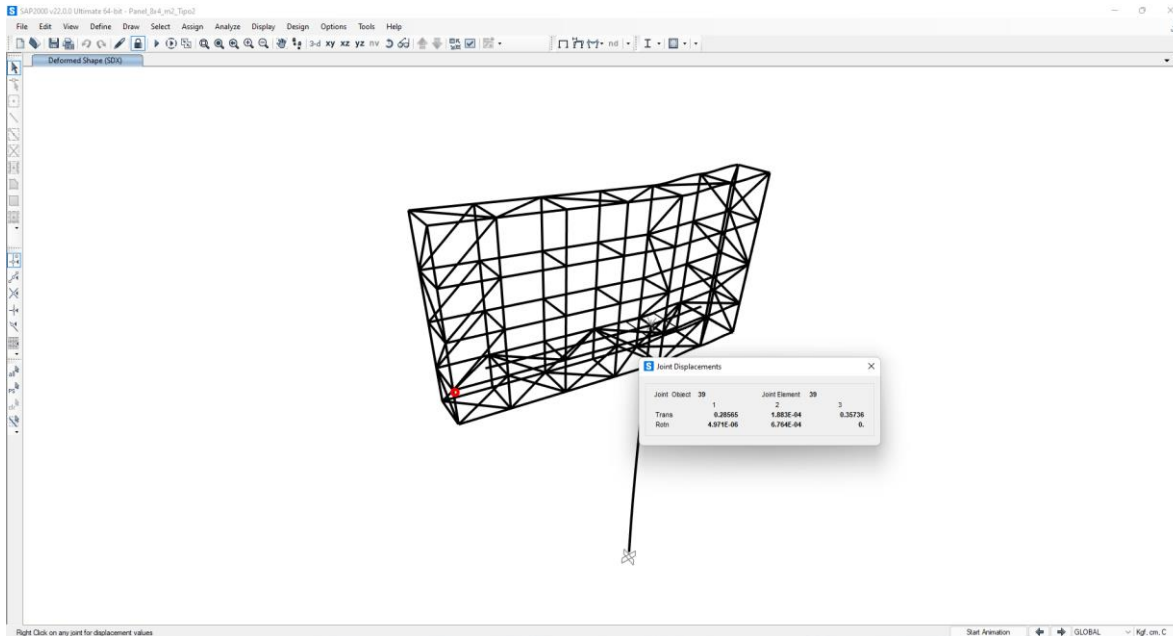 SAP2000 v22.0.0 Ultimate 64-bit - Panel_8x4_m2_Tipo2
File Edit View Define Draw Select Assign Analyze Display Design Options Tools Help
3-d xy xz yz nv
nd
Deformed Shape (SDX)
Joint Displacements
Joint Object 39 Joint Element 39
1 2 3
Trans 0.28565 1.883E-04 0.35736
Rotn 4.971E-06 6.764E-04 0.
Right Click on any joint for displacement values
Start Animation GLOBAL Kgf, cm, C